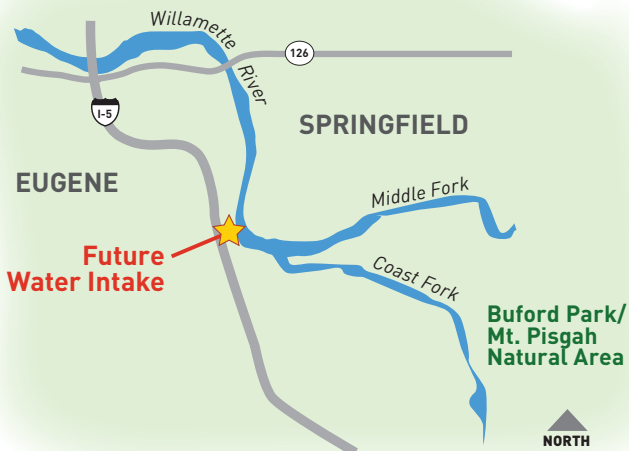 Willamette
River
126
I-5
SPRINGFIELD
EUGENE
Middle Fork
Future
Water Intake
Coast Fork
Buford Park/
Mt. Pisgah
Natural Area
NORTH